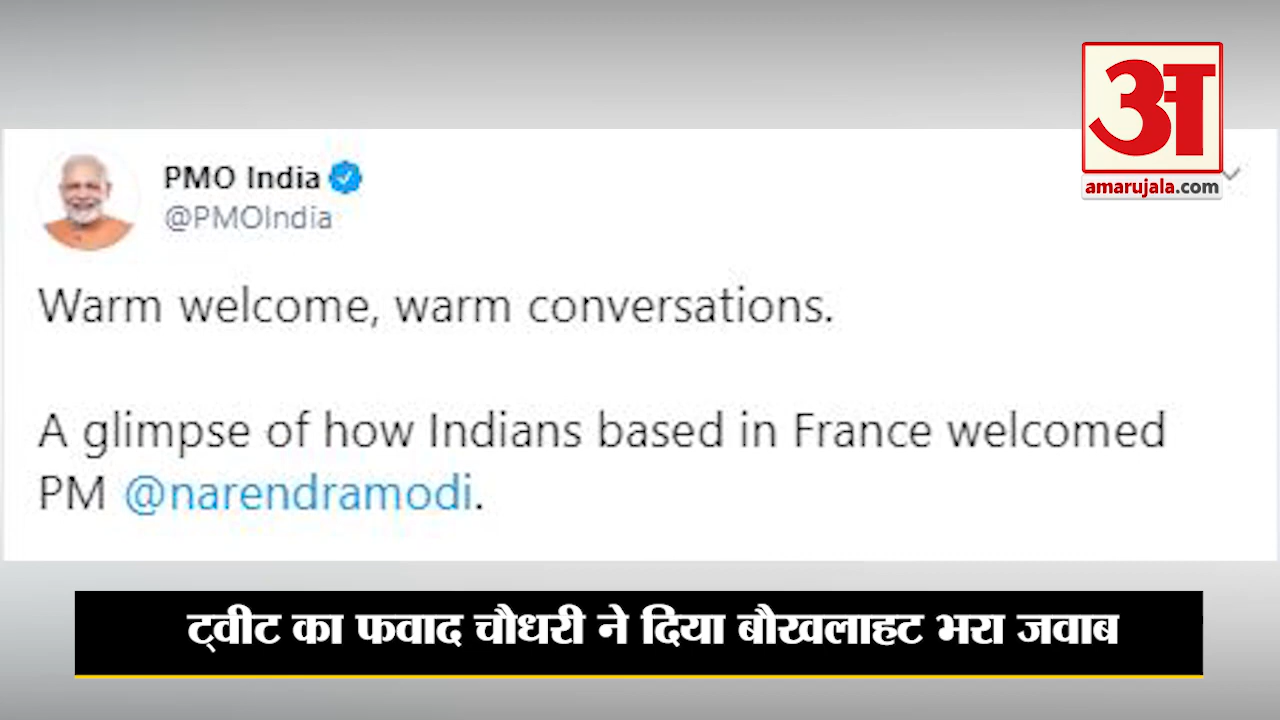 अ
amarujala.com
PMO India
@PMOIndia
Warm welcome, warm conversations.
A glimpse of how Indians based in France welcomed
PM @narendramodi.
ट्वीट का फवाद चौधरी ने दिया बौखलाहट भरा जवाब